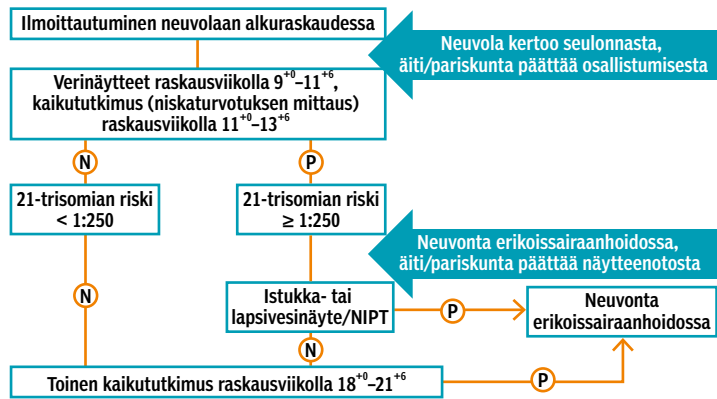 Ilmoittautuminen neuvolaan alkuraskaudessa
Neuvola kertoo seulonnasta,
äiti/pariskunta päättää osallistumisesta
Verinäytteet raskausviikolla 9⁺⁰–11⁺⁶,
kaikututkimus (niskaturvotuksen mittaus)
raskausviikolla 11⁺⁰–13⁺⁶
N
P
21-trisomian riski
< 1:250
21-trisomian riski
≥ 1:250
Neuvonta erikoissairaanhoidossa,
äiti/pariskunta päättää näytteenotosta
N
Istukka- tai
lapsivesinäyte/NIPT
P
Neuvonta
erikoissairaanhoidossa
N
Toinen kaikututkimus raskausviikolla 18⁺⁰–21⁺⁶
P